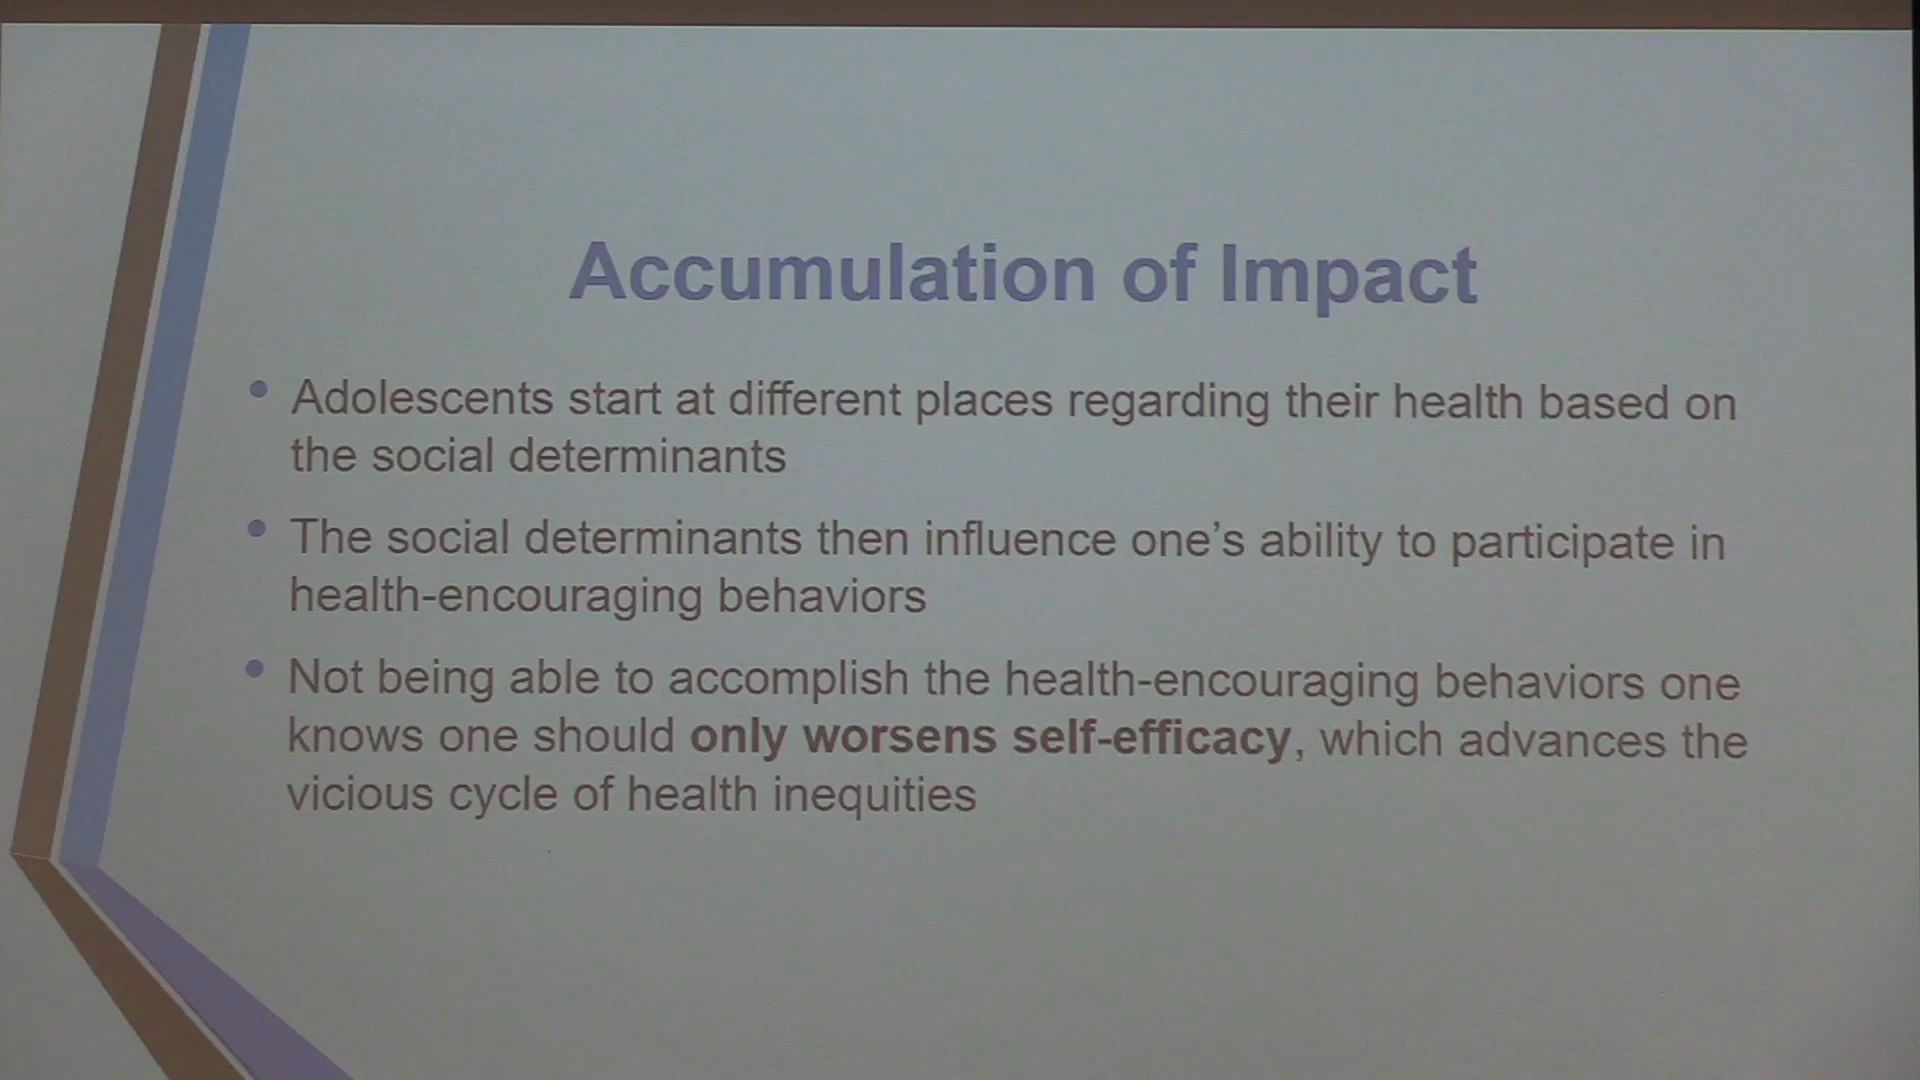 Accumulation of Impact
• Adolescents start at different places regarding their health based on
the social determinants
• The social determinants then influence one’s ability to participate in
health-encouraging behaviors
• Not being able to accomplish the health-encouraging behaviors one
knows one should only worsens self-efficacy, which advances the
vicious cycle of health inequities